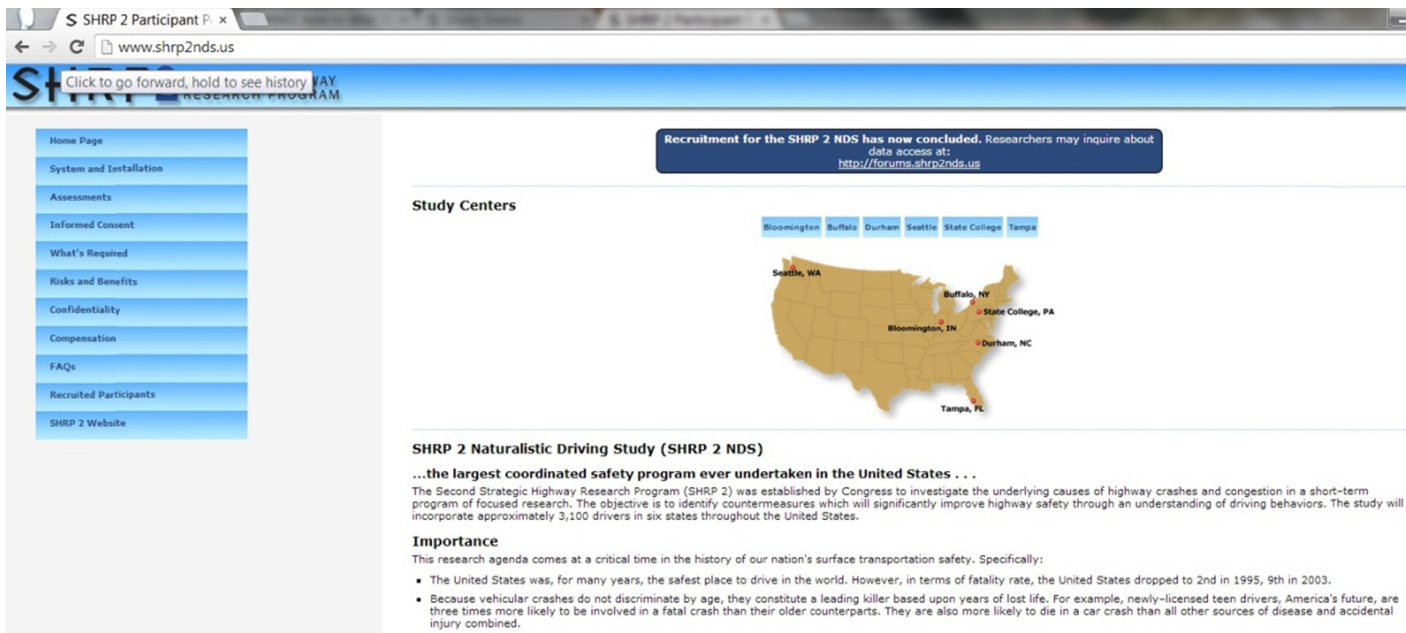 SHRP 2 Participant P
www.shrp2nds.us
Click to go forward, hold to see history
SHRP
WAY
RESEARCH PROGRAM
Home Page
System and Installation
Assessments
Informed Consent
What's Required
Risks and Benefits
Confidentiality
Compensation
FAQs
Recruited Participants
SHRP 2 Website
Recruitment for the SHRP 2 NDS has now concluded. Researchers may inquire about
data access at:
http://forums.shrp2nds.us
Study Centers
Bloomington Buffalo Durham Seattle State College Tampa
Seattle, WA
Buffalo, NY
State College, PA
Bloomington, IN
Durham, NC
Tampa, FL
SHRP 2 Naturalistic Driving Study (SHRP 2 NDS)
...the largest coordinated safety program ever undertaken in the United States . . .
The Second Strategic Highway Research Program (SHRP 2) was established by Congress to investigate the underlying causes of highway crashes and congestion in a short-term
program of focused research. The objective is to identify countermeasures which will significantly improve highway safety through an understanding of driving behaviors. The study will
incorporate approximately 3,100 drivers in six states throughout the United States.
Importance
This research agenda comes at a critical time in the history of our nation's surface transportation safety. Specifically:
▪ The United States was, for many years, the safest place to drive in the world. However, in terms of fatality rate, the United States dropped to 2nd in 1995, 9th in 2003.
▪ Because vehicular crashes do not discriminate by age, they constitute a leading killer based upon years of lost life. For example, newly-licensed teen drivers, America's future, are
three times more likely to be involved in a fatal crash than their older counterparts. They are also more likely to die in a car crash than all other sources of disease and accidental
injury combined.